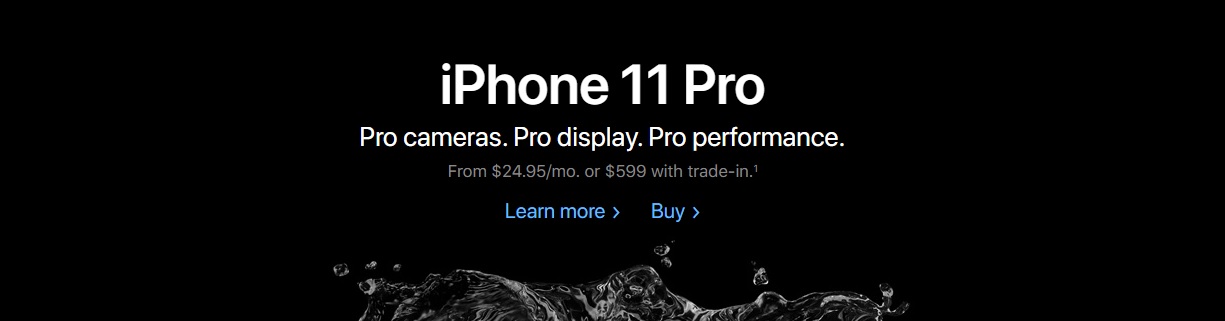 iPhone 11 Pro
Pro cameras. Pro display. Pro performance.
From $24.95/mo. or $599 with trade-in.¹
Learn more > Buy >